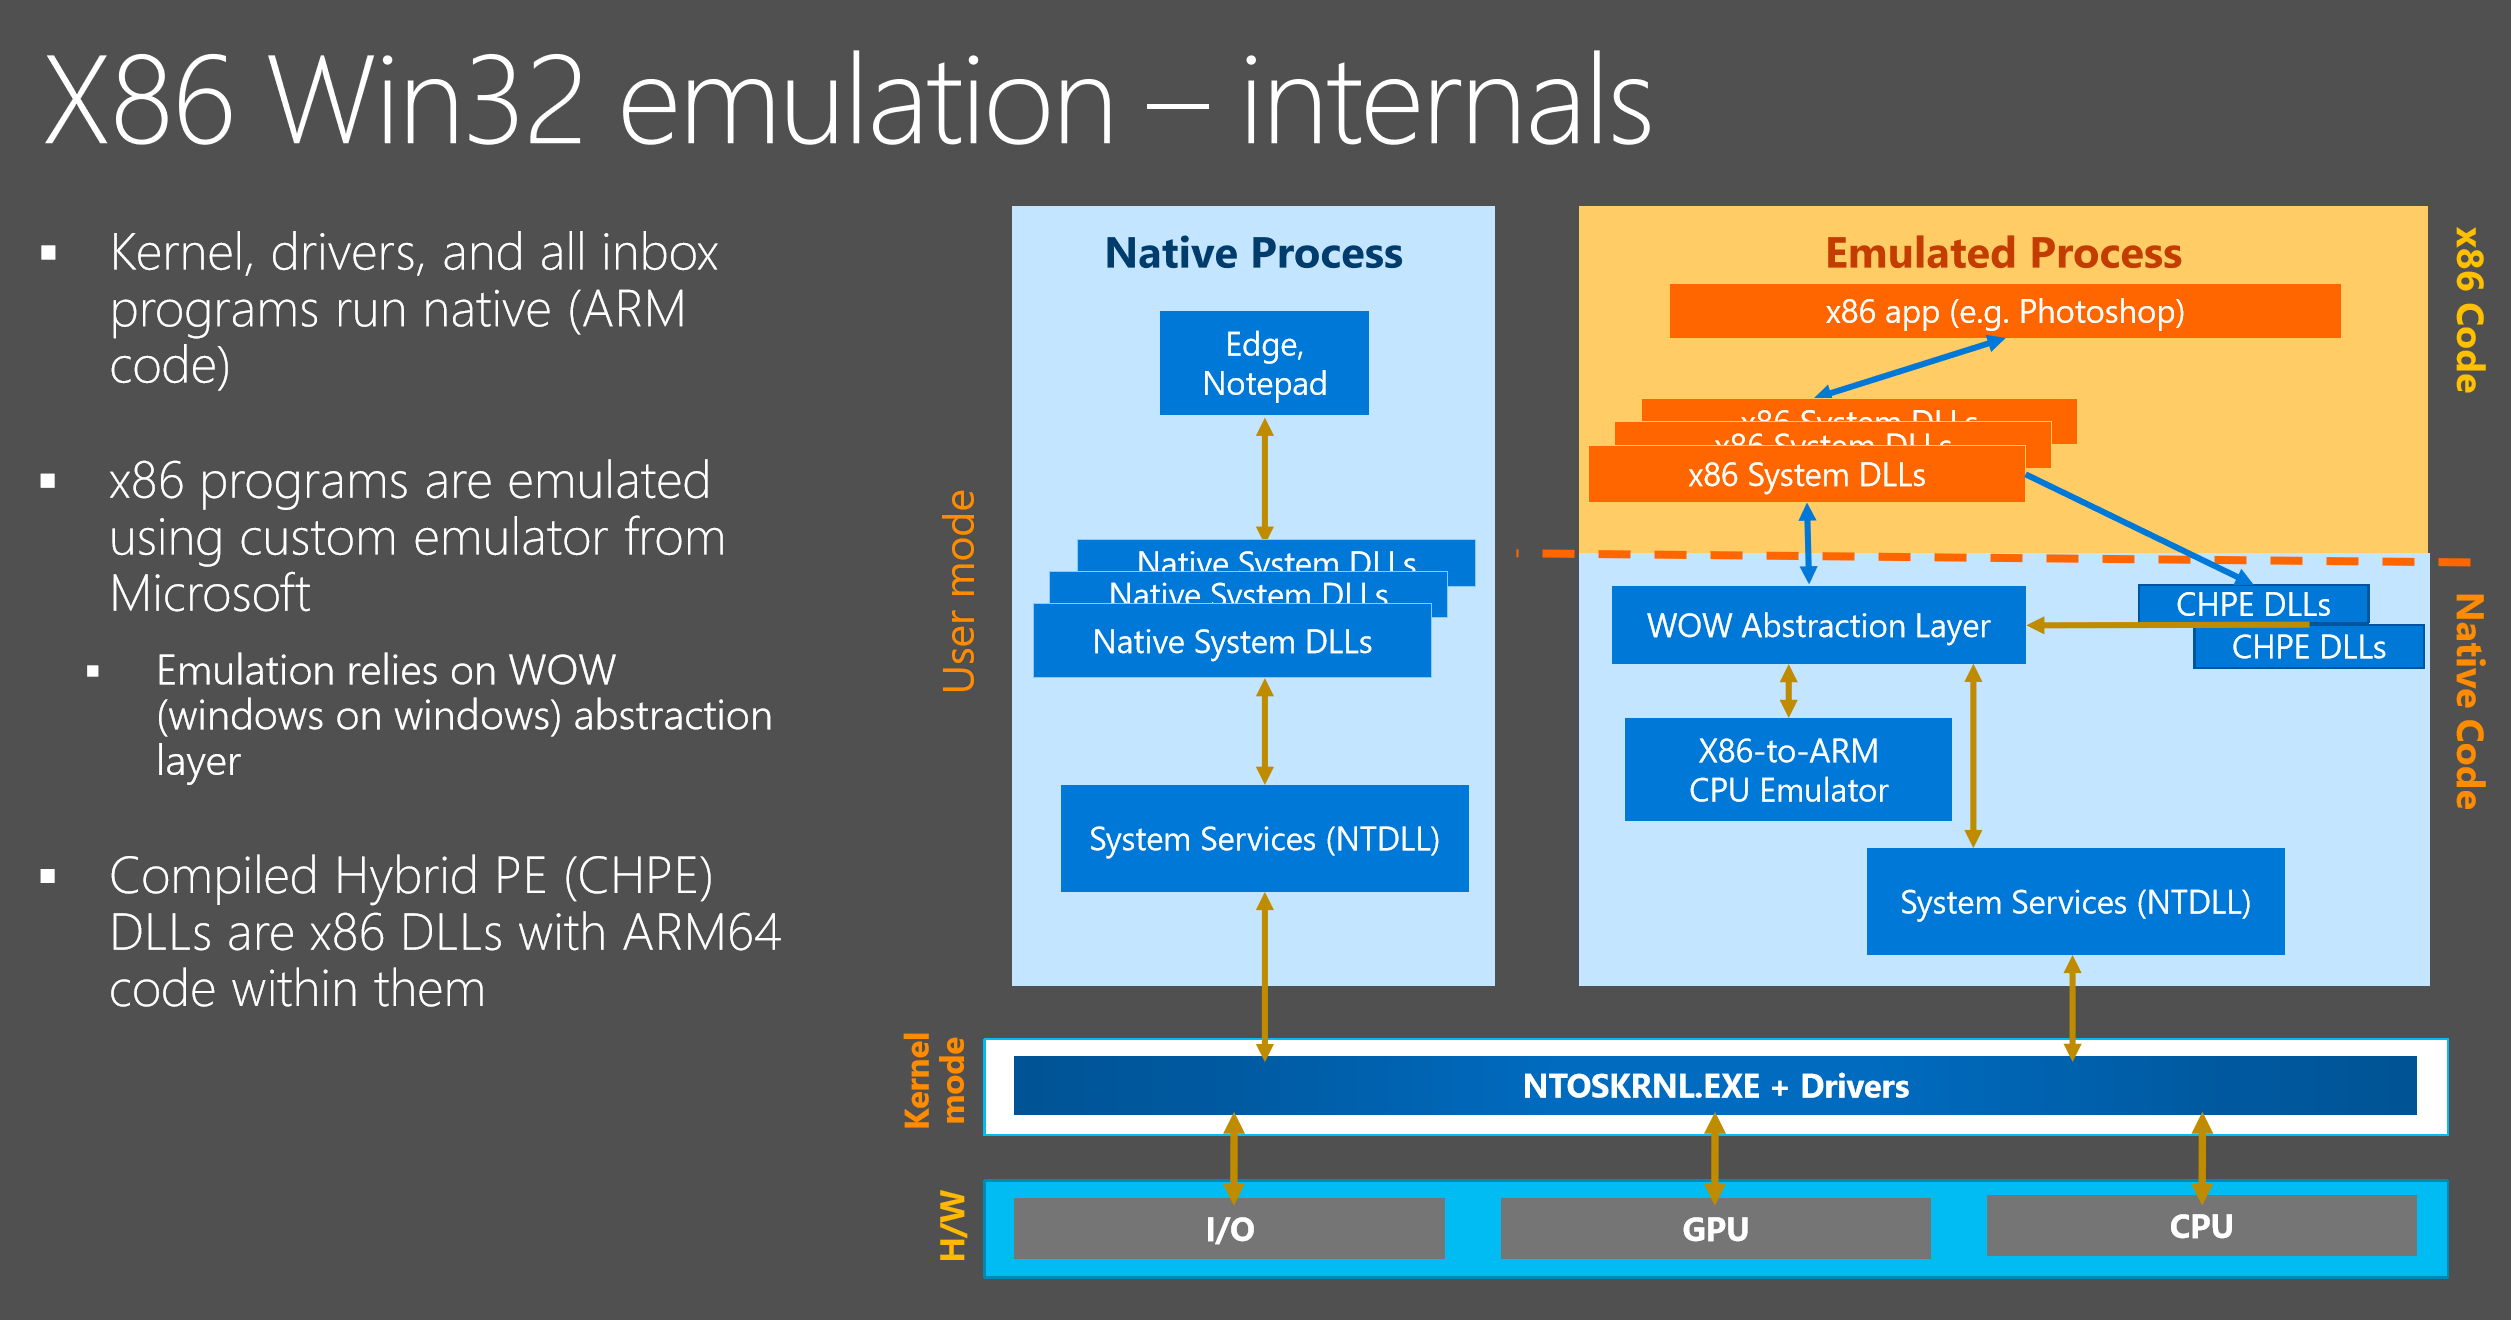 X86 Win32 emulation – internals
▪ Kernel, drivers, and all inbox
programs run native (ARM
code)
▪ x86 programs are emulated
using custom emulator from
Microsoft
▪ Emulation relies on WOW
(windows on windows) abstraction
layer
▪ Compiled Hybrid PE (CHPE)
DLLs are x86 DLLs with ARM64
code within them
User mode
Native Process
Edge,
Notepad
Native System DLLs
Native System DLLs
Native System DLLs
System Services (NTDLL)
Emulated Process
x86 app (e.g. Photoshop)
x86 System DLLs
x86 System DLLs
x86 System DLLs
x86 Code
WOW Abstraction Layer
CHPE DLLs
CHPE DLLs
X86-to-ARM
CPU Emulator
System Services (NTDLL)
Native Code
Kernel
mode
NTOSKRNL.EXE + Drivers
H/W
I/O
GPU
CPU